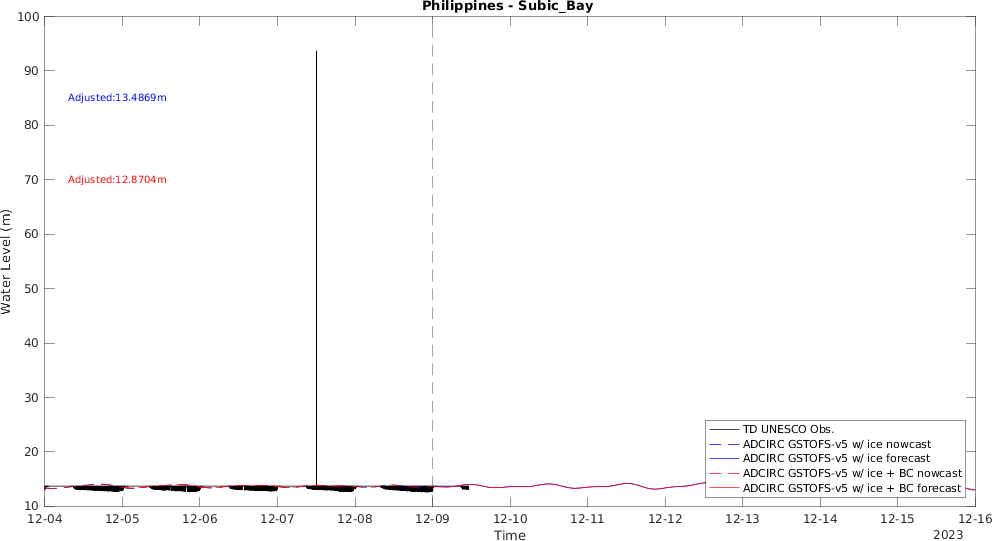 Philippines - Subic_Bay
100
90
80
70
60
50
40
30
20
10
Water Level (m)
Adjusted:13.4869m
Adjusted:12.8704m
TD UNESCO Obs.
ADCIRC GSTOFS-v5 w/ ice nowcast
ADCIRC GSTOFS-v5 w/ ice forecast
ADCIRC GSTOFS-v5 w/ ice + BC nowcast
ADCIRC GSTOFS-v5 w/ ice + BC forecast
12-04 12-05 12-06 12-07 12-08 12-09 12-10 12-11 12-12 12-13 12-14 12-15 12-16
Time
2023